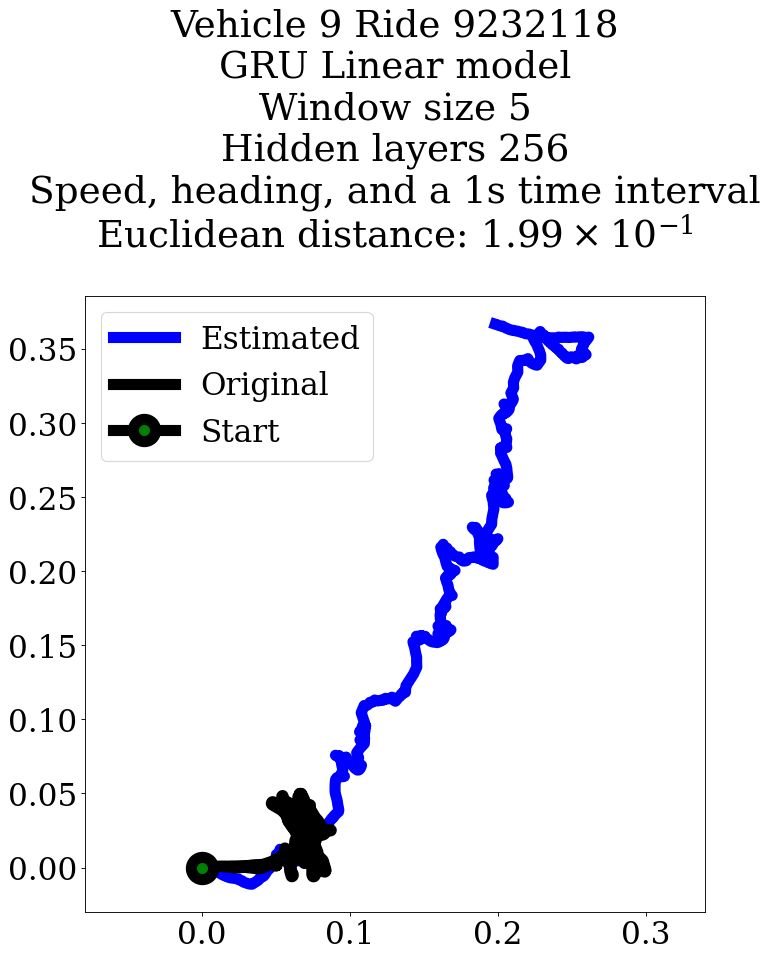 Vehicle 9 Ride 9232118
GRU Linear model
Window size 5
Hidden layers 256
Speed, heading, and a 1s time interval
Euclidean distance: 1.99 × 10⁻¹
Estimated
Original
Start
0.35
0.30
0.25
0.20
0.15
0.10
0.05
0.00
0.0 0.1 0.2 0.3